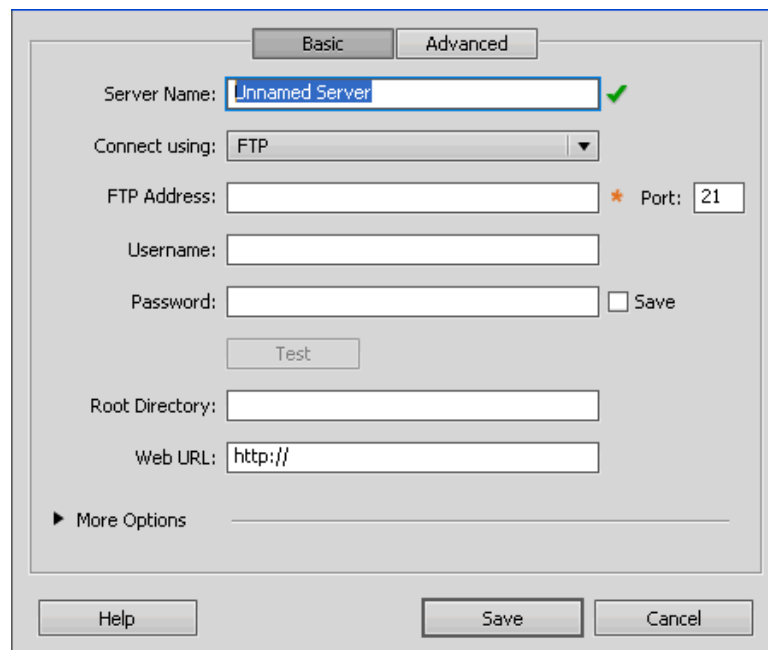 Basic Advanced
Server Name: Unnamed Server
Connect using: FTP
FTP Address: * Port: 21
Username:
Password: Save
Test
Root Directory:
Web URL: http://
More Options
Help Save Cancel